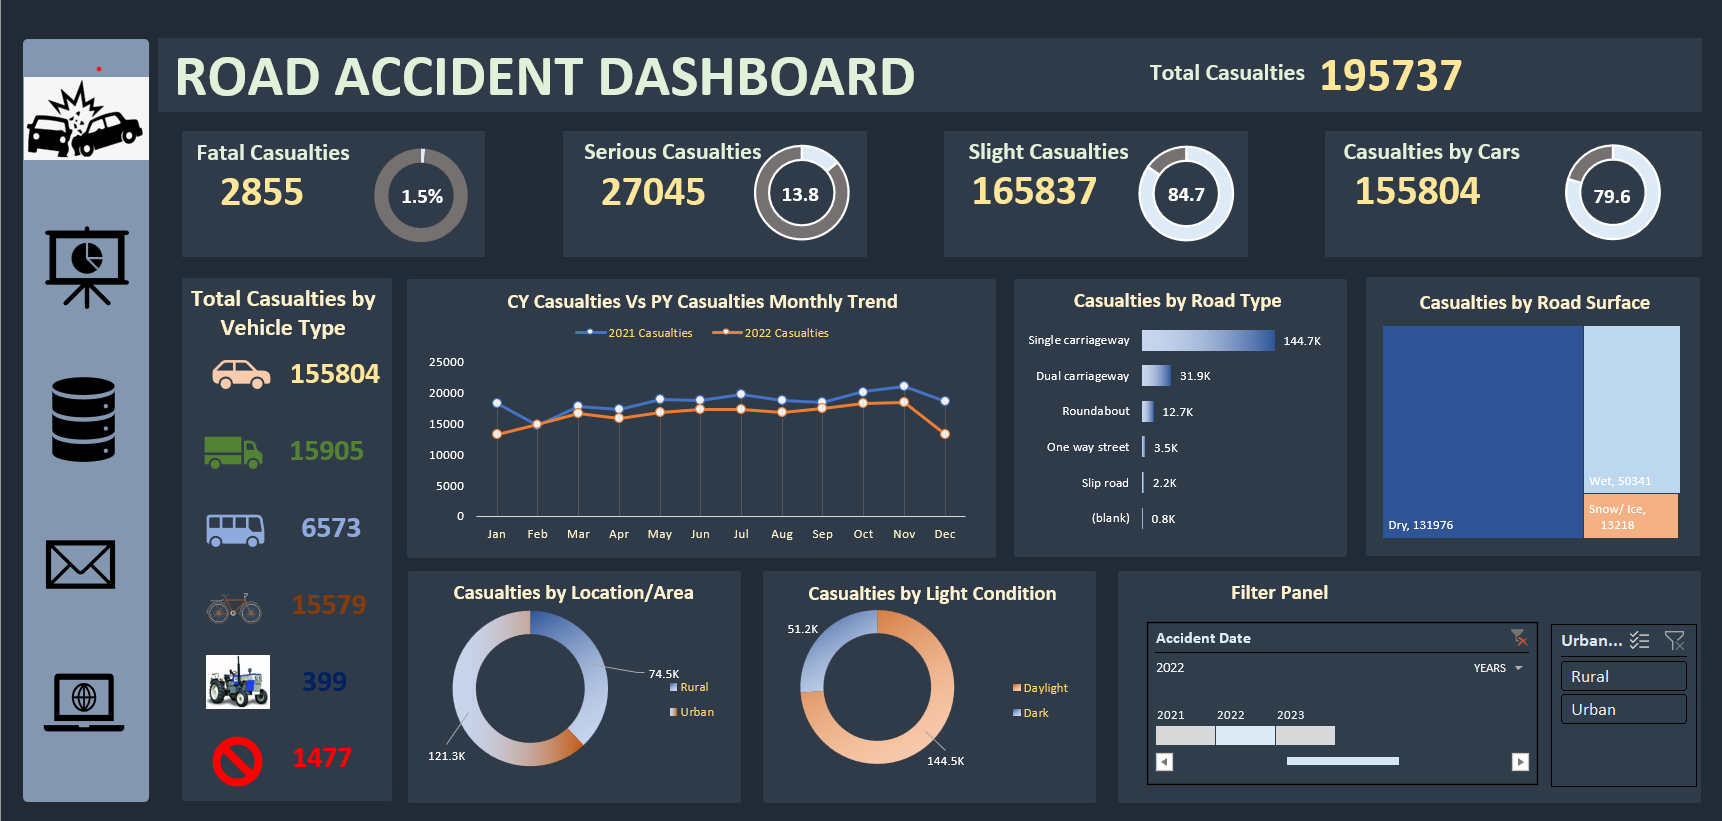 ROAD ACCIDENT DASHBOARD
Total Casualties 195737
Fatal Casualties
2855
1.5%
Serious Casualties
27045
13.8
Slight Casualties
165837
84.7
Casualties by Cars
155804
79.6
Total Casualties by
Vehicle Type
155804
15905
6573
15579
399
1477
CY Casualties Vs PY Casualties Monthly Trend
2021 Casualties 2022 Casualties
25000
20000
15000
10000
5000
0
Jan Feb Mar Apr May Jun Jul Aug Sep Oct Nov Dec
Casualties by Road Type
Single carriageway 144.7K
Dual carriageway 31.9K
Roundabout 12.7K
One way street 3.5K
Slip road 2.2K
(blank) 0.8K
Casualties by Road Surface
Wet, 50341
Snow/ Ice,
13218
Dry, 131976
Casualties by Location/Area
74.5K
Rural
Urban
121.3K
Casualties by Light Condition
51.2K
Daylight
Dark
144.5K
Filter Panel
Accident Date
2022 YEARS
2021 2022 2023
Urban...
Rural
Urban